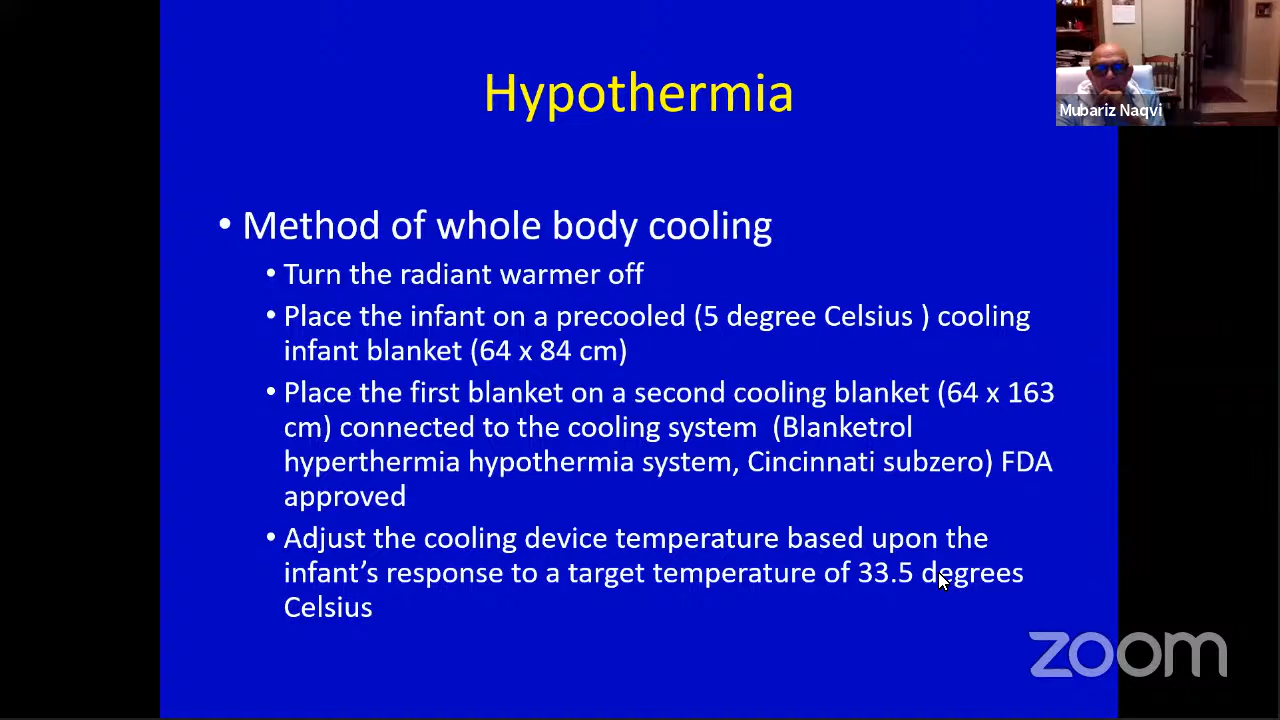 Hypothermia
Mubariz Naqvi
• Method of whole body cooling
• Turn the radiant warmer off
• Place the infant on a precooled (5 degree Celsius ) cooling
infant blanket (64 x 84 cm)
• Place the first blanket on a second cooling blanket (64 x 163
cm) connected to the cooling system (Blanketrol
hyperthermia hypothermia system, Cincinnati subzero) FDA
approved
• Adjust the cooling device temperature based upon the
infant's response to a target temperature of 33.5 degrees
Celsius
zoom